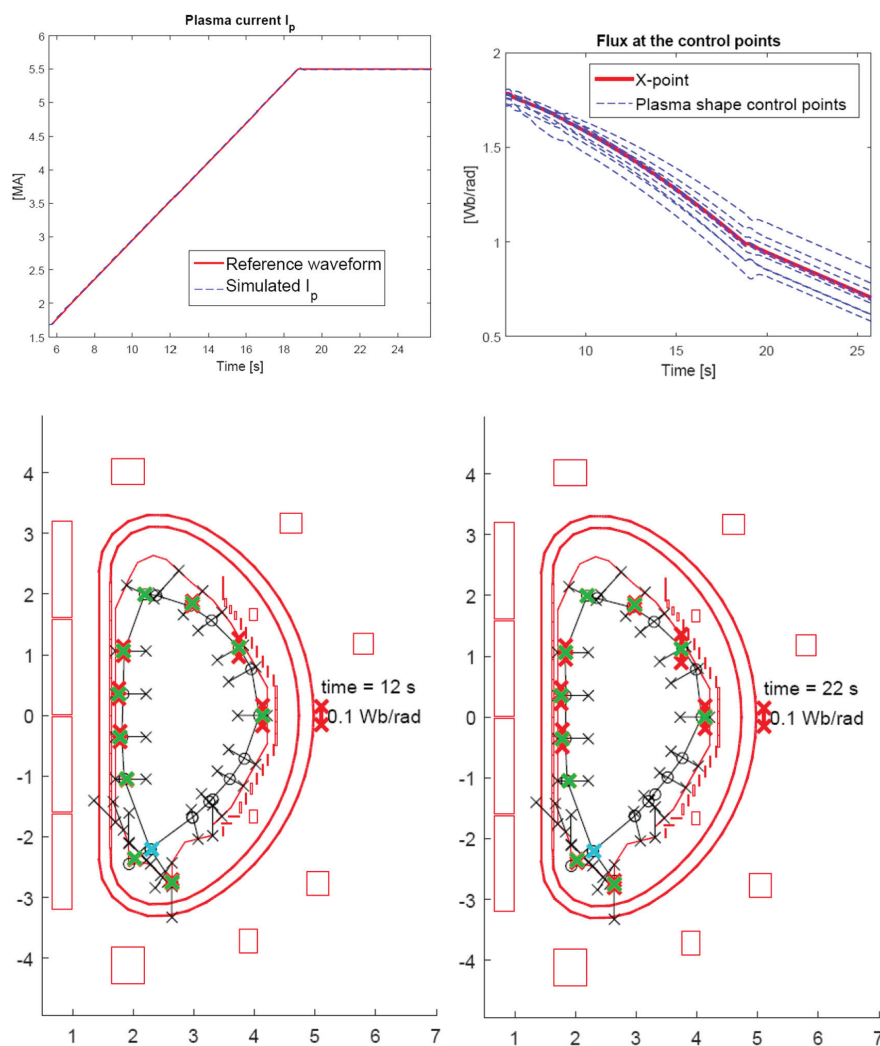 Plasma current I_p
6
5.5
5
4.5
4
3.5
3
2.5
2
1.5
[MA]
Reference waveform
Simulated I_p
6 8 10 12 14 16 18 20 22 24
Time [s]
Flux at the control points
2
1.5
1
0.5
[Wb/rad]
X-point
Plasma shape control points
10 15 20 25
Time [s]
4
3
2
1
0
-1
-2
-3
-4
time = 12 s
0.1 Wb/rad
1 2 3 4 5 6 7
4
3
2
1
0
-1
-2
-3
-4
time = 22 s
0.1 Wb/rad
1 2 3 4 5 6 7